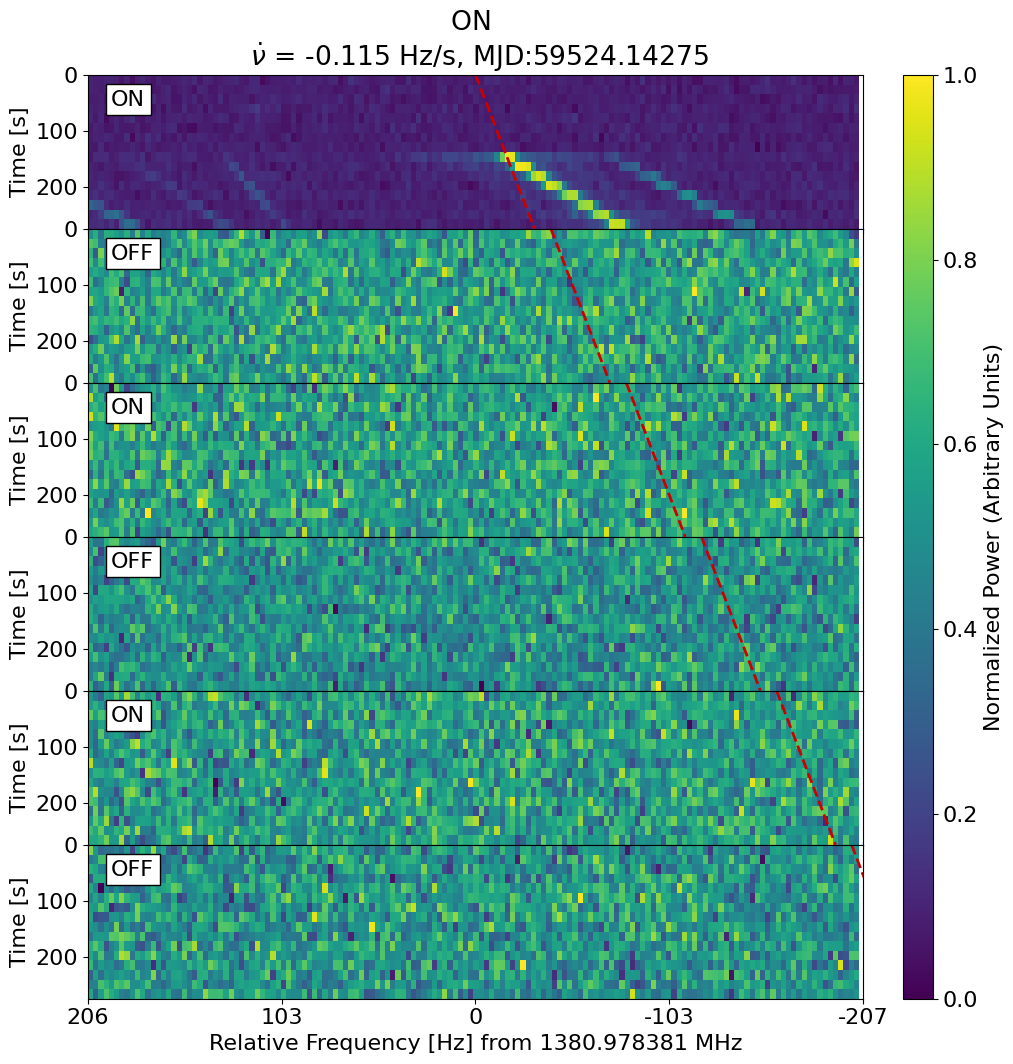 ON
ν̇ = -0.115 Hz/s, MJD:59524.14275
0
ON
100
Time [s]
200
0
OFF
100
Time [s]
200
0
ON
100
Time [s]
200
0
OFF
100
Time [s]
200
0
ON
100
Time [s]
200
0
OFF
100
Time [s]
200
206 103 0 -103 -207
Relative Frequency [Hz] from 1380.978381 MHz
1.0
0.8
0.6
0.4
0.2
0.0
Normalized Power (Arbitrary Units)